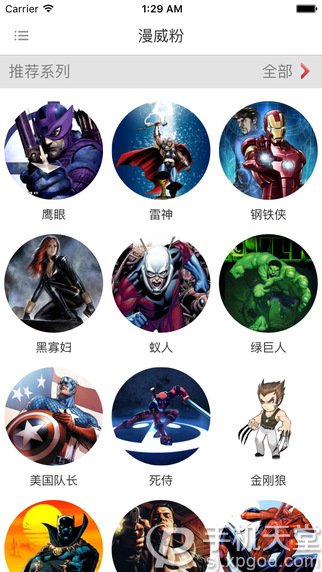 Carrier 1:29 AM
漫威粉
推荐系列 全部
鹰眼 雷神 钢铁侠
黑寡妇 蚁人 绿巨人
美国队长 死侍 金刚狼
手机天堂
sj.xpgod.com